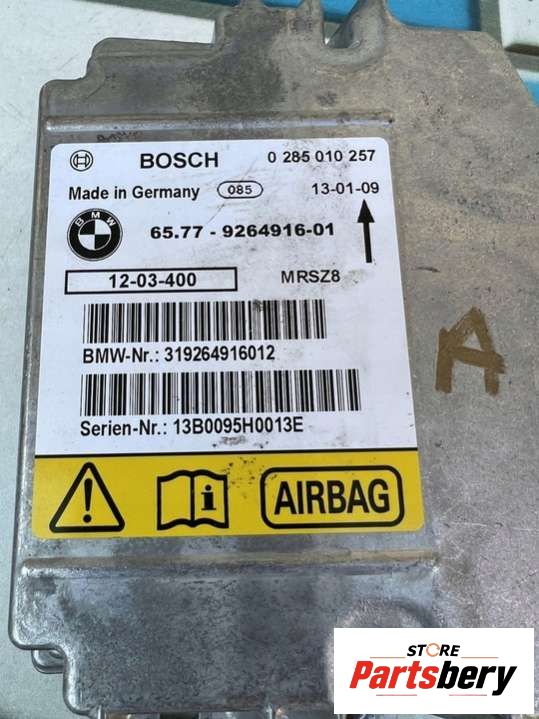 BOSCH 0 285 010 257
Made in Germany 085 13-01-09
BMW 65.77 - 9264916-01
12-03-400 MRSZ8
BMW-Nr.: 319264916012
Serien-Nr.: 13B0095H0013E
AIRBAG
A
STORE
Partsbery